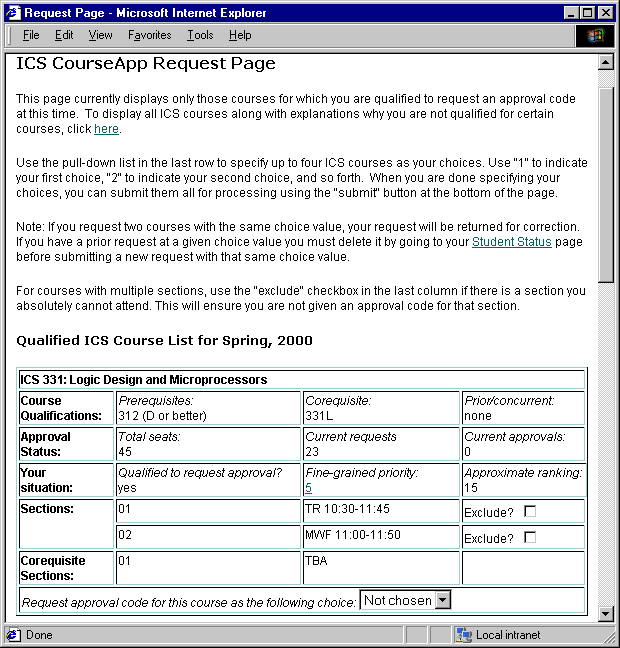 Request Page - Microsoft Internet Explorer
File Edit View Favorites Tools Help
ICS CourseApp Request Page
This page currently displays only those courses for which you are qualified to request an approval code
at this time. To display all ICS courses along with explanations why you are not qualified for certain
courses, click here.
Use the pull-down list in the last row to specify up to four ICS courses as your choices. Use "1" to indicate
your first choice, "2" to indicate your second choice, and so forth. When you are done specifying your
choices, you can submit them all for processing using the "submit" button at the bottom of the page.
Note: If you request two courses with the same choice value, your request will be returned for correction.
If you have a prior request at a given choice value you must delete it by going to your Student Status page
before submitting a new request with that same choice value.
For courses with multiple sections, use the "exclude" checkbox in the last column if there is a section you
absolutely cannot attend. This will ensure you are not given an approval code for that section.
Qualified ICS Course List for Spring, 2000
ICS 331: Logic Design and Microprocessors
Course Prerequisites: Corequisite: Prior/concurrent:
Qualifications: 312 (D or better) 331L none
Approval Total seats: Current requests Current approvals:
Status: 45 23 0
Your Qualified to request approval? Fine-grained priority: Approximate ranking:
situation: yes 5 15
Sections: 01 TR 10:30-11:45 Exclude?
02 MWF 11:00-11:50 Exclude?
Corequisite 01 TBA
Sections:
Request approval code for this course as the following choice: Not chosen
Done Local intranet